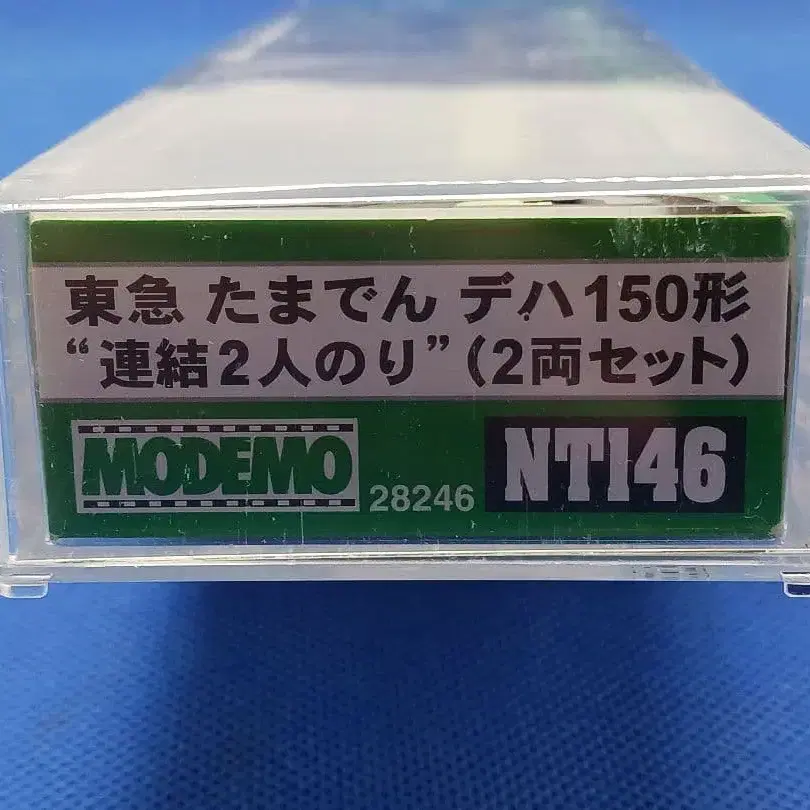 東急 たまでん デハ150形
“連結2人のり”(2両セット)
MODEMO 28246 NT146